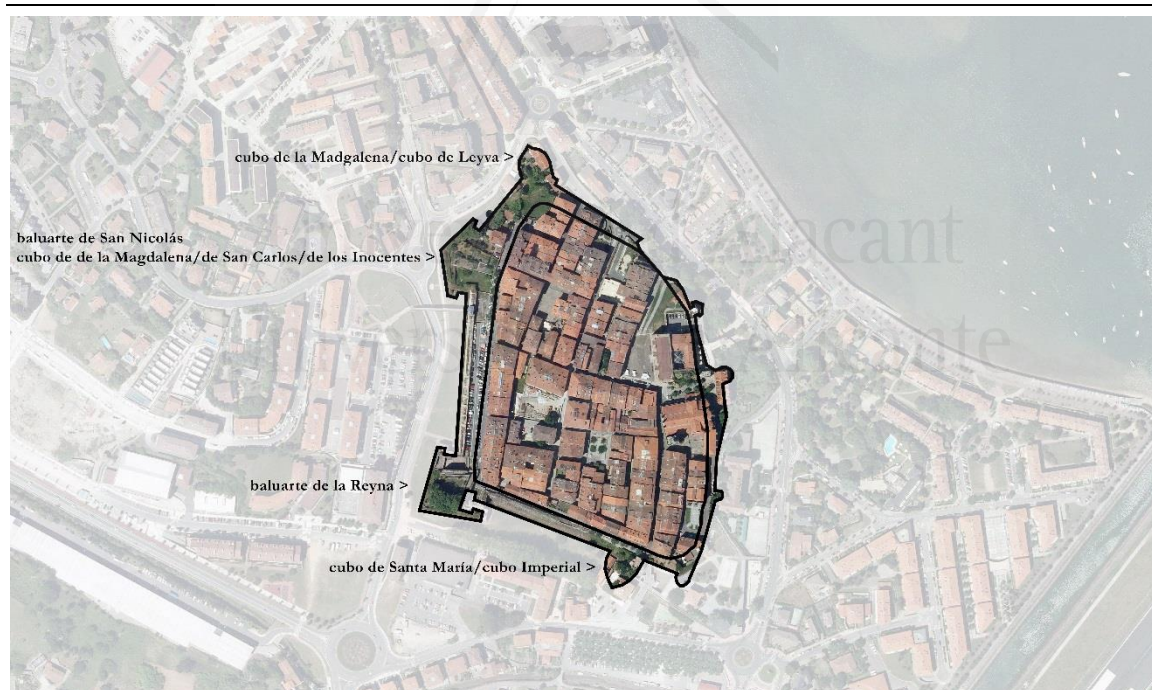 cubo de la Madgalena/cubo de Leyva >
baluarte de San Nicolás
cubo de de la Magdalena/de San Carlos/de los Inocentes >
baluarte de la Reyna >
cubo de Santa María/cubo Imperial >